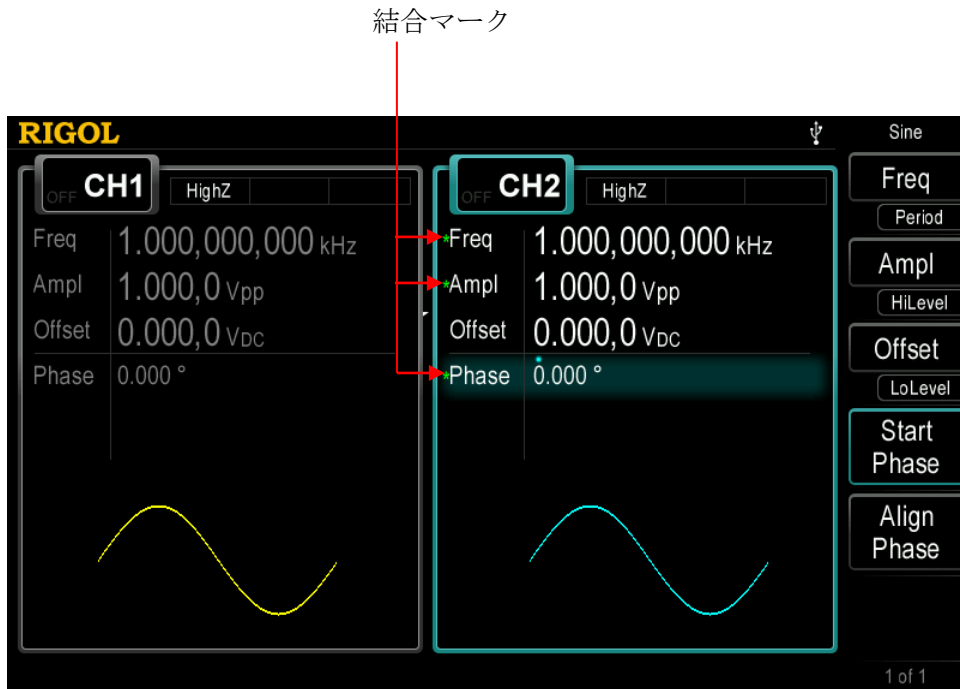 結合マーク
RIGOL
Sine
OFF CH1 HighZ
Freq 1.000,000,000 kHz
Ampl 1.000,0 Vpp
Offset 0.000,0 VDC
Phase 0.000 °
OFF CH2 HighZ
*Freq 1.000,000,000 kHz
*Ampl 1.000,0 Vpp
Offset 0.000,0 VDC
*Phase 0.000 °
Freq
Period
Ampl
HiLevel
Offset
LoLevel
Start
Phase
Align
Phase
1 of 1